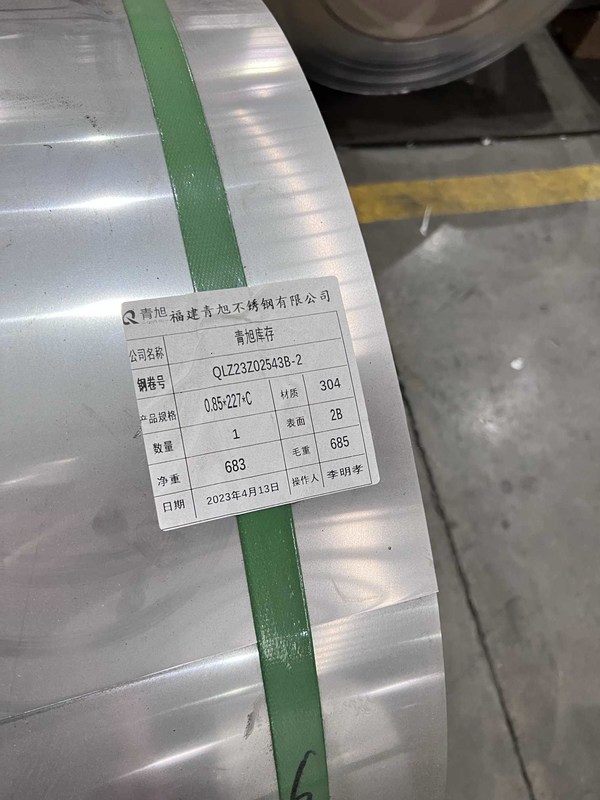 青旭 福建青旭不锈钢有限公司
公司名称 青旭库存
钢卷号 QLZ23Z02543B-2
产品规格 0.85*227*C 材质 304
数量 1 表面 2B
净重 683 毛重 685
日期 2023年4月13日 操作人 李明孝